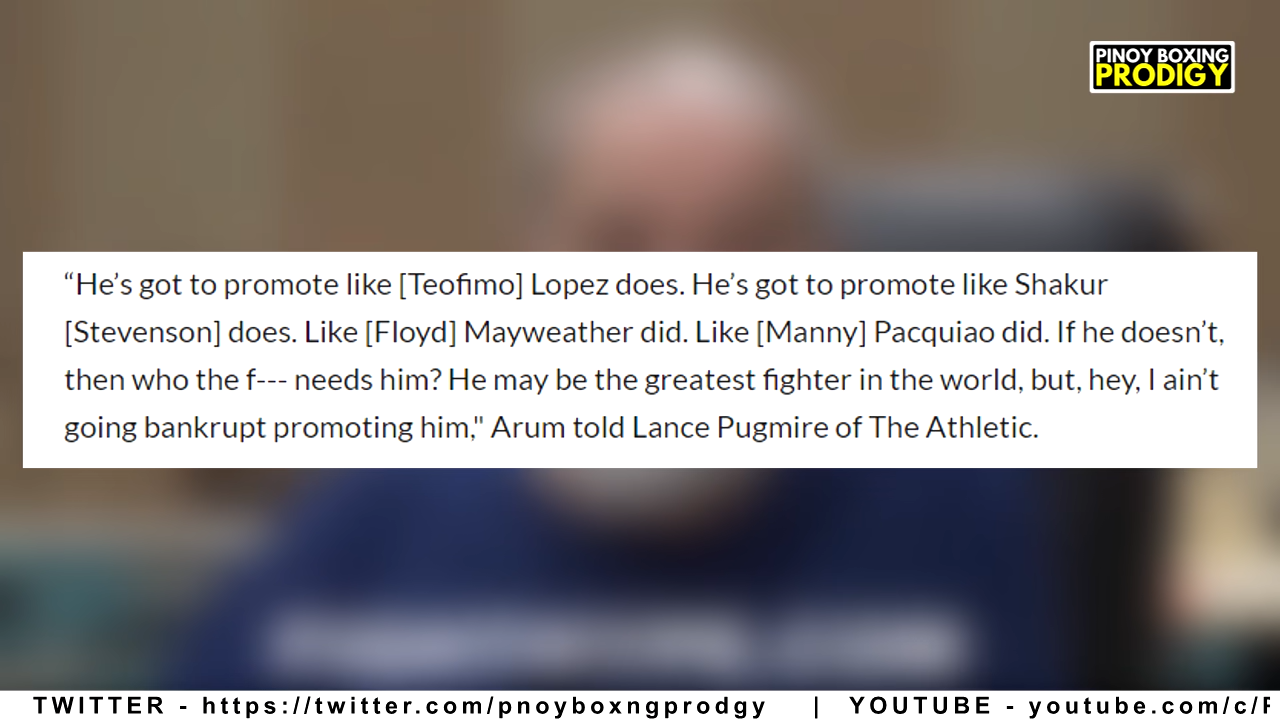 PINOY BOXING
PRODIGY
“He’s got to promote like [Teofimo] Lopez does. He’s got to promote like Shakur
[Stevenson] does. Like [Floyd] Mayweather did. Like [Manny] Pacquiao did. If he doesn’t,
then who the f--- needs him? He may be the greatest fighter in the world, but, hey, I ain’t
going bankrupt promoting him," Arum told Lance Pugmire of The Athletic.
TWITTER - https://twitter.com/pnoyboxngprodgy | YOUTUBE - youtube.com/c/